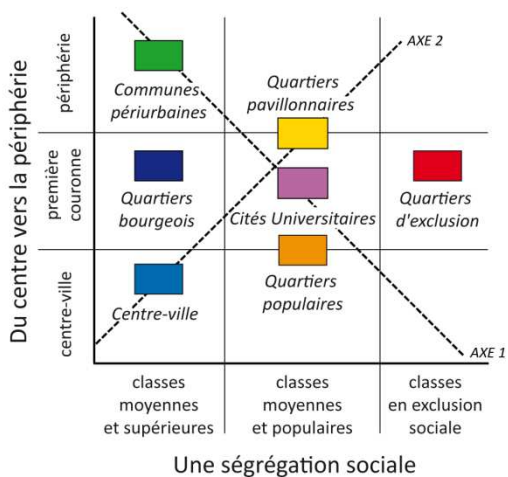 Du centre vers la périphérie
périphérie
première
couronne
centre-ville
AXE 2
Communes
périurbaines
Quartiers
pavillonnaires
Quartiers
bourgeois
Cités Universitaires
Quartiers
d'exclusion
Centre-ville
Quartiers
populaires
AXE 1
classes
moyennes
et supérieures
classes
moyennes
et populaires
classes
en exclusion
sociale
Une ségrégation sociale